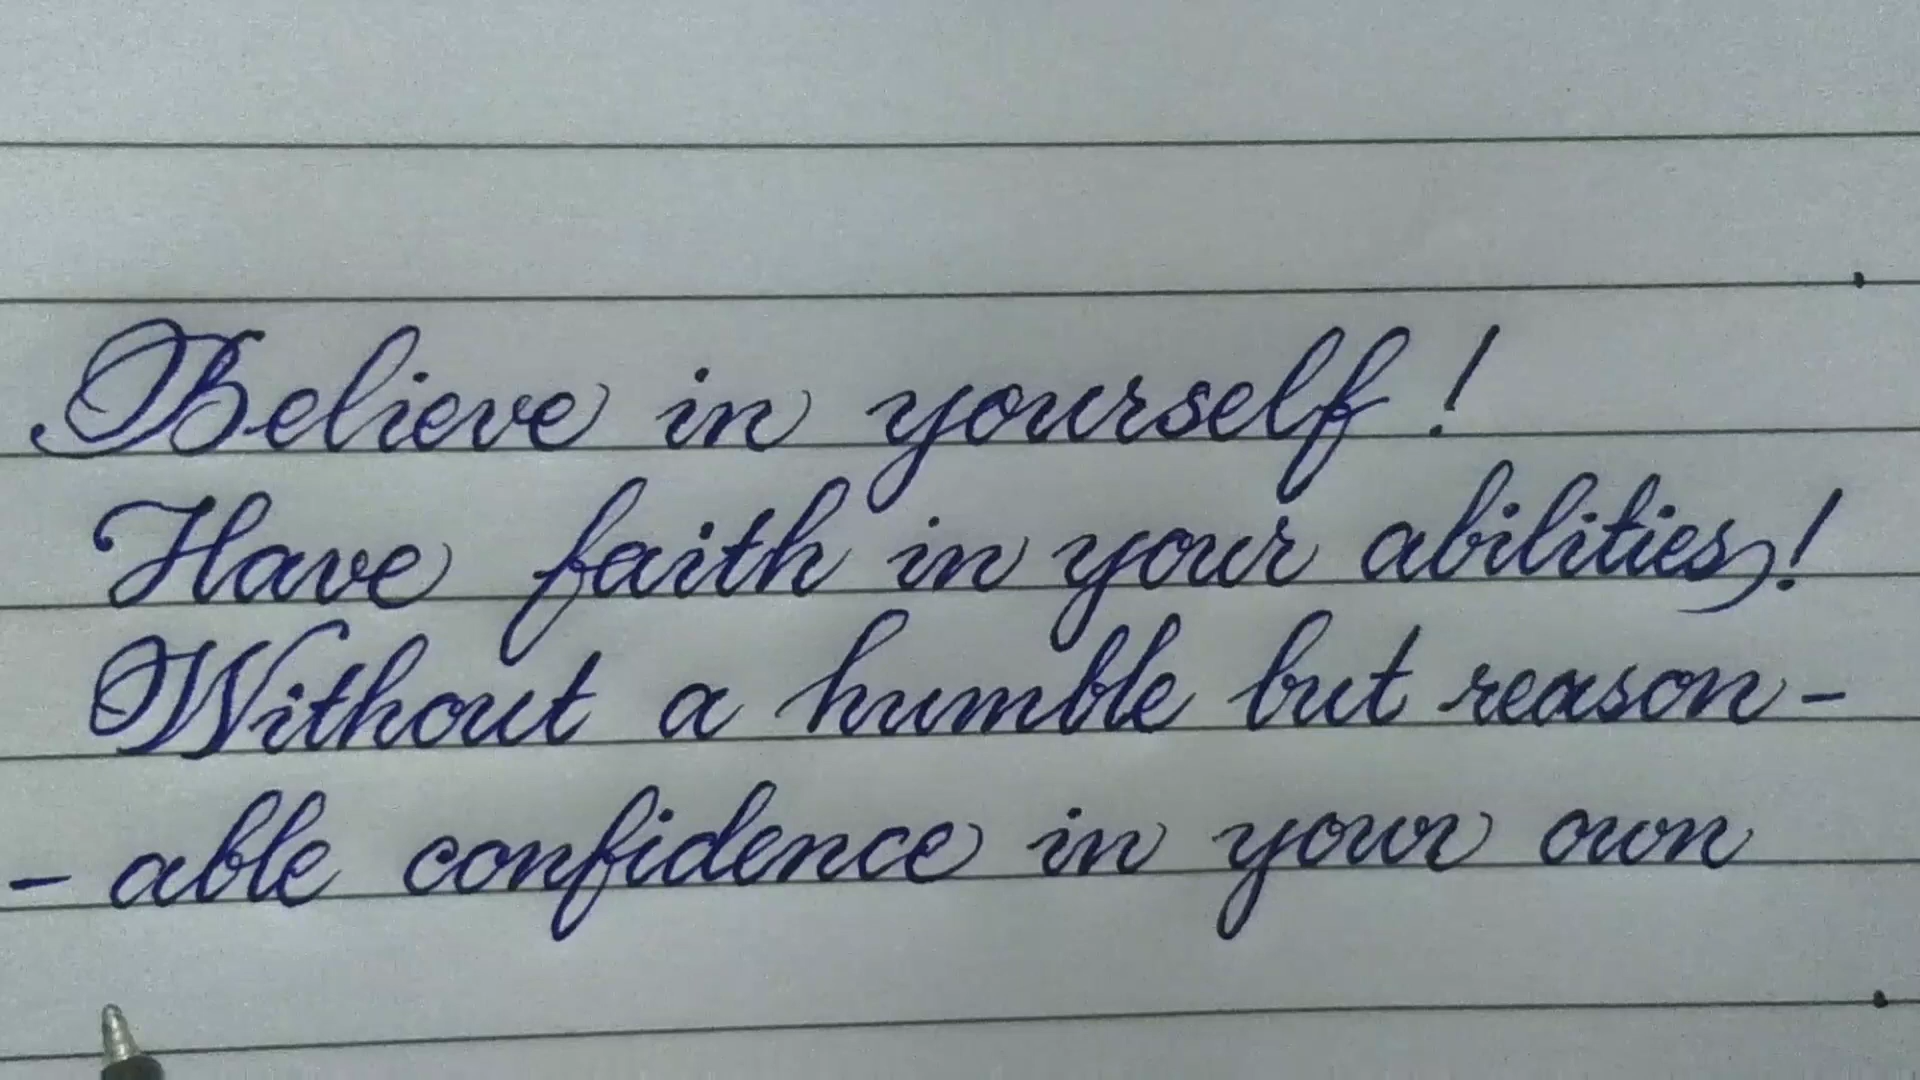 Believe in yourself!
Have faith in your abilities!
Without a humble but reason-
- able confidence in your own